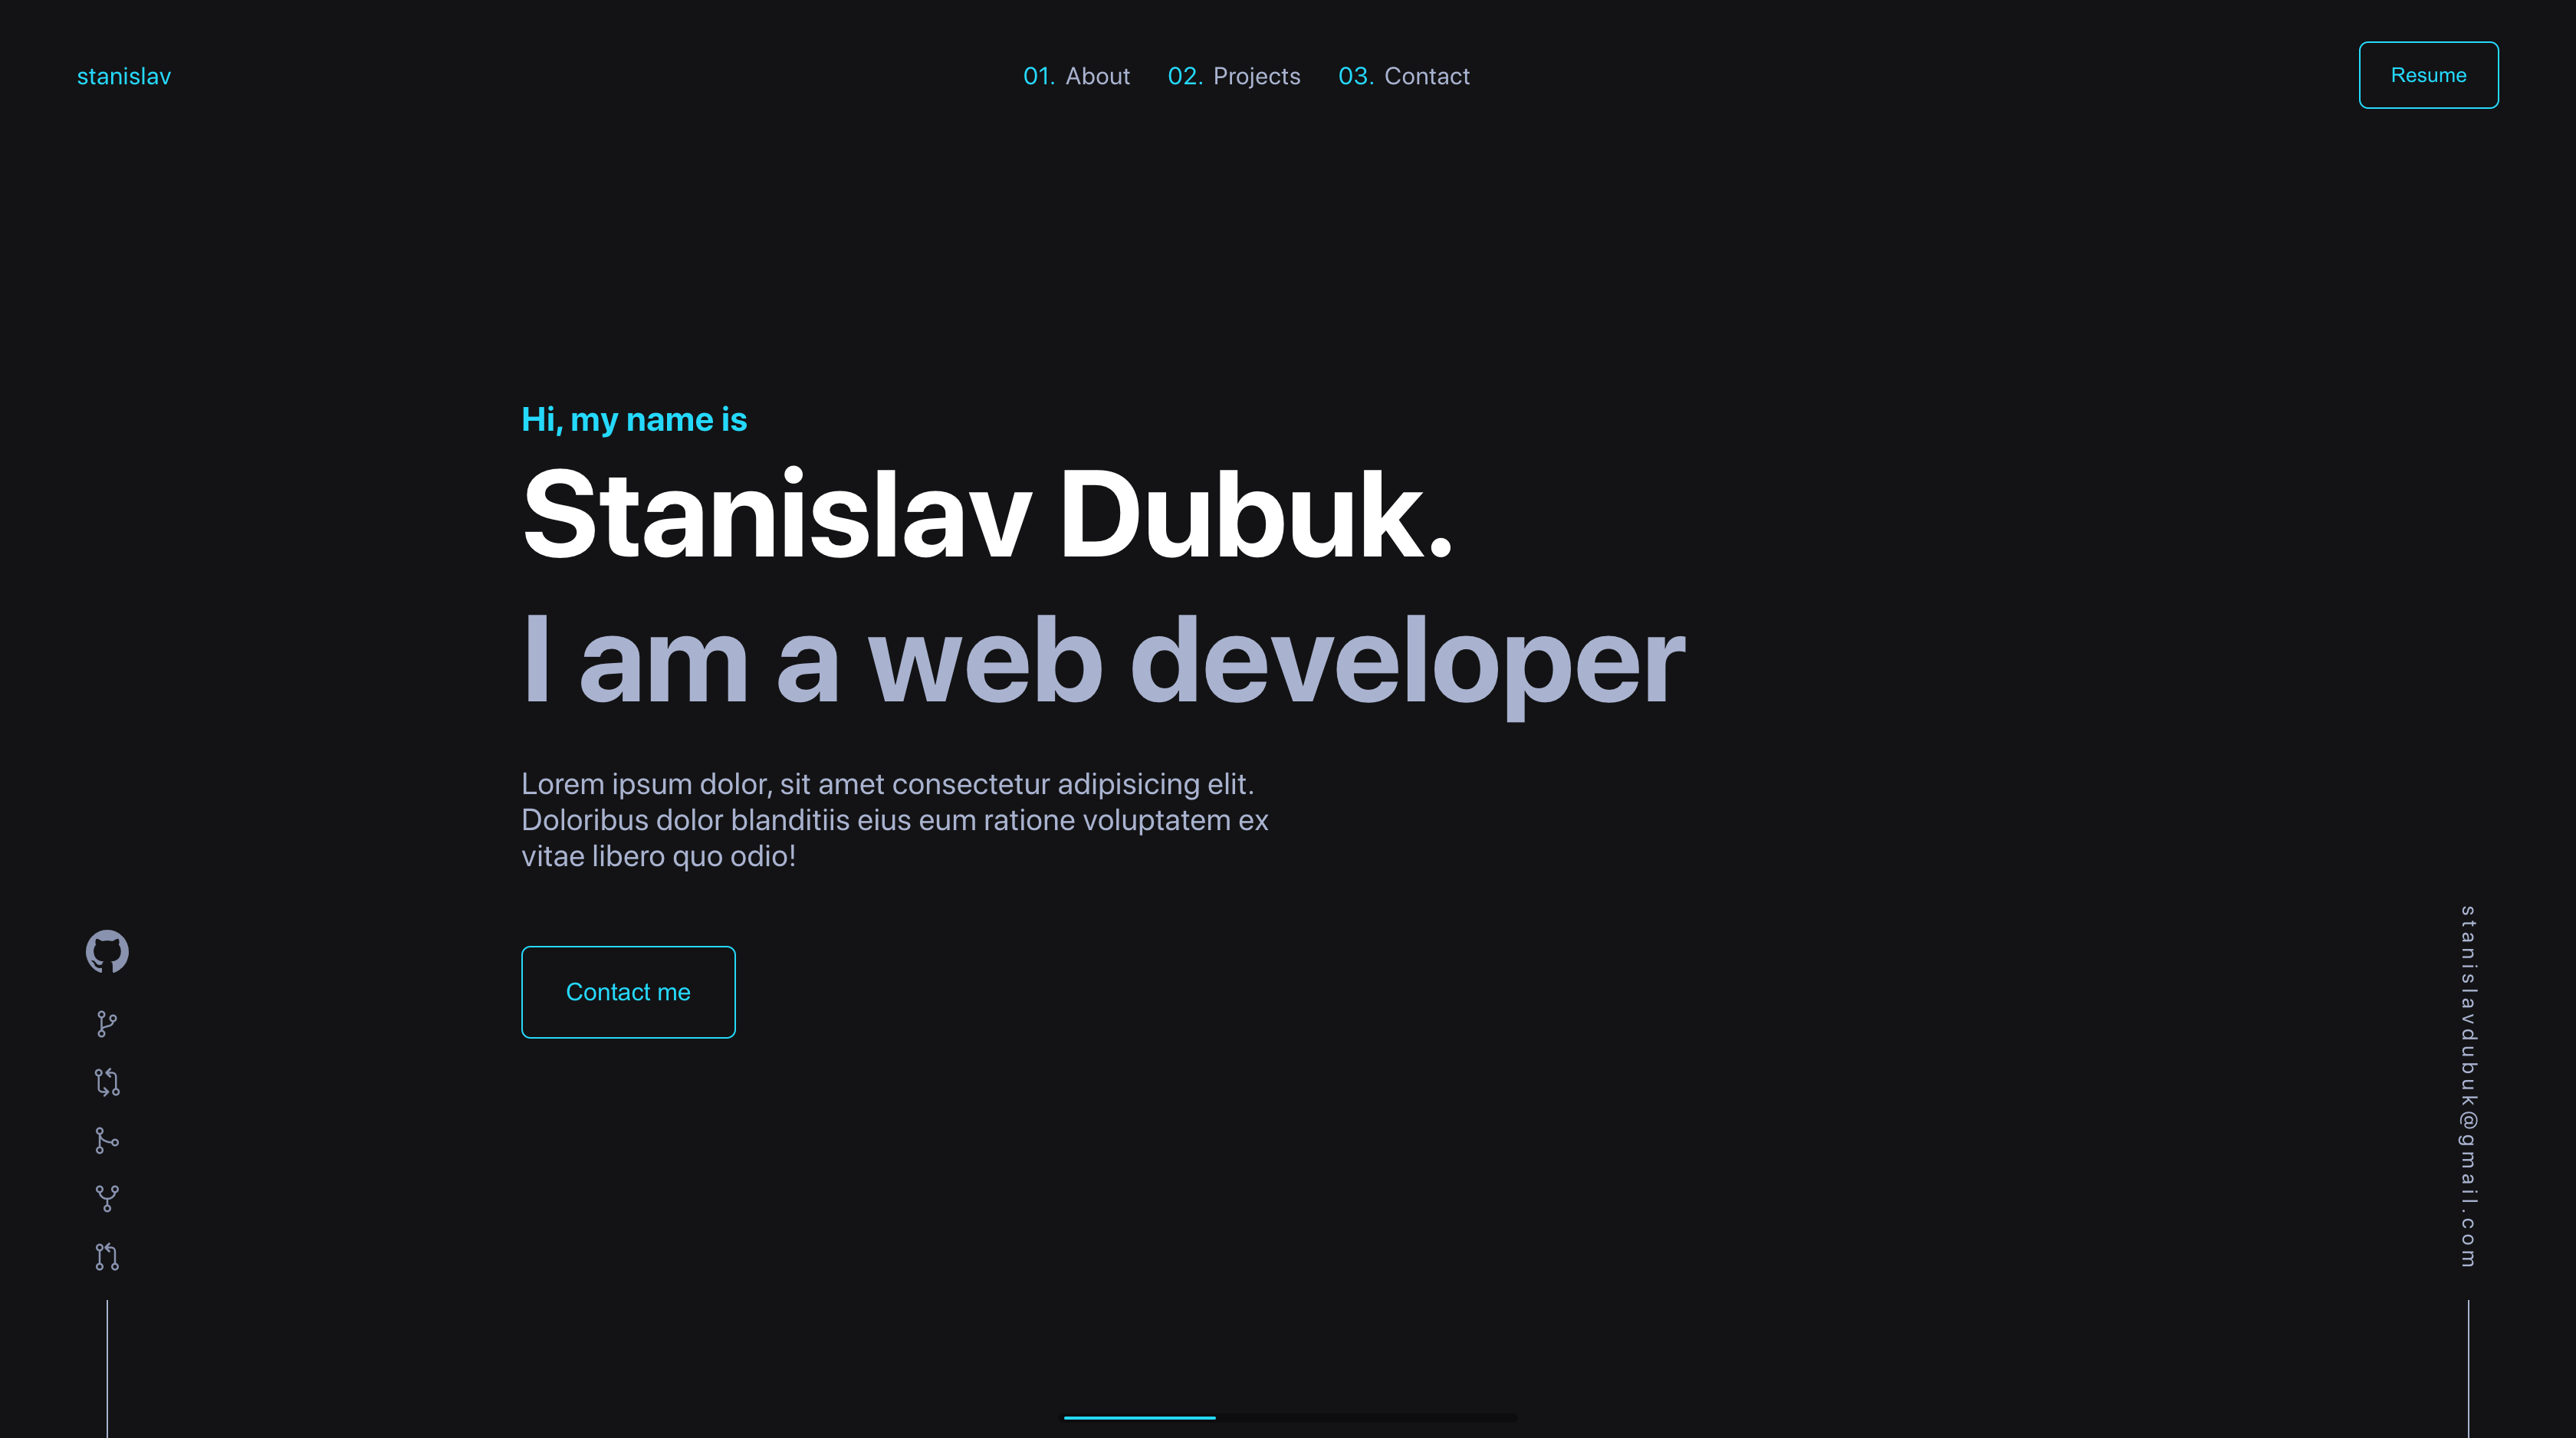 stanislav
01. About 02. Projects 03. Contact
Resume
Hi, my name is
Stanislav Dubuk.
I am a web developer
Lorem ipsum dolor, sit amet consectetur adipisicing elit.
Doloribus dolor blanditiis eius eum ratione voluptatem ex
vitae libero quo odio!
Contact me
stanislavdubuk@gmail.com